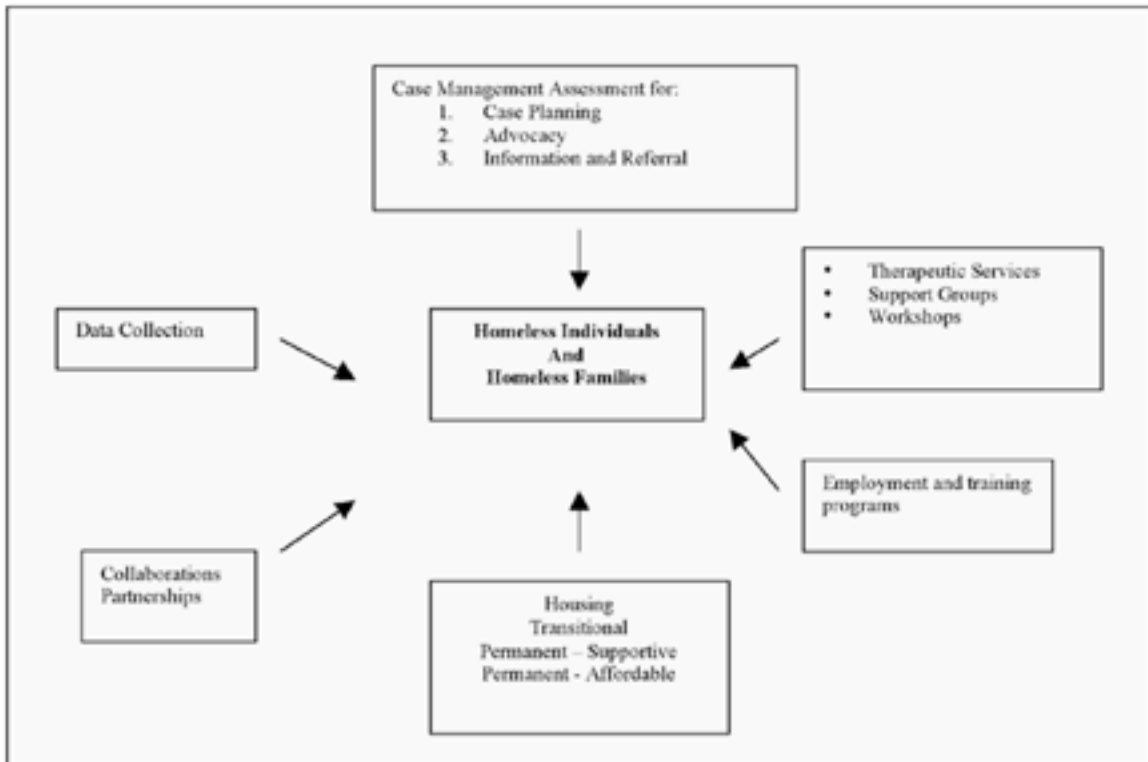 Case Management Assessment for:
1. Case Planning
2. Advocacy
3. Information and Referral
• Therapeutic Services
• Support Groups
• Workshops
Data Collection
Homeless Individuals
And
Homeless Families
Employment and training
programs
Collaborations
Partnerships
Housing
Transitional
Permanent – Supportive
Permanent - Affordable